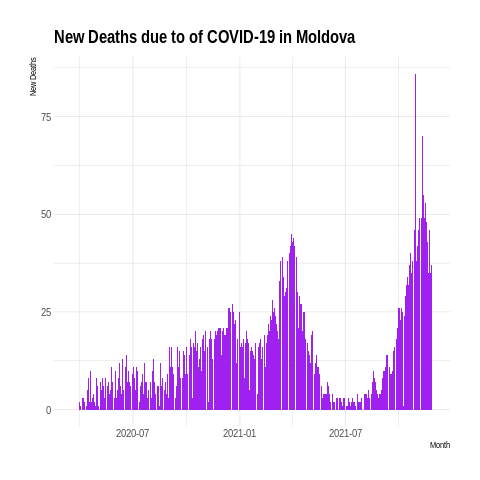 New Deaths due to of COVID-19 in Moldova
New Deaths
75
50
25
0
2020-07
2021-01
2021-07
Month